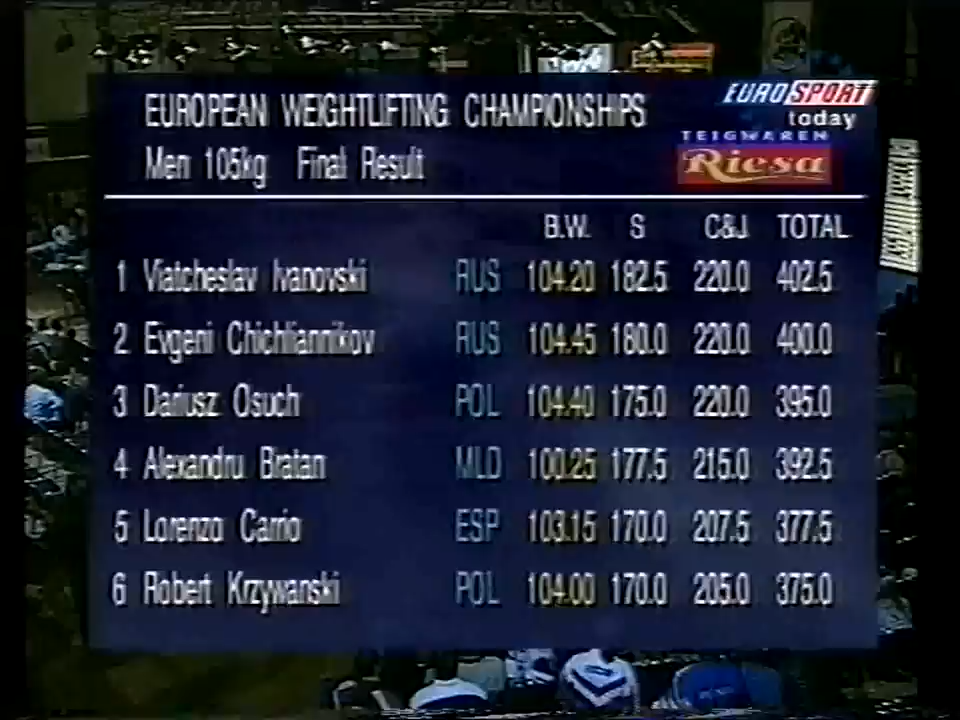 EUROPEAN WEIGHTLIFTING CHAMPIONSHIPS
EUROSPORT
today
Men 105kg Final Result
TEIGWAREN
Riesa
B.W. S C&J TOTAL
1 Viatcheslav Ivanovski RUS 104.20 182.5 220.0 402.5
2 Evgeni Chichliannikov RUS 104.45 180.0 220.0 400.0
3 Dariusz Osuch POL 104.40 175.0 220.0 395.0
4 Alexandru Bratan MLD 100.25 177.5 215.0 392.5
5 Lorenzo Carrio ESP 103.15 170.0 207.5 377.5
6 Robert Krzywanski POL 104.00 170.0 205.0 375.0